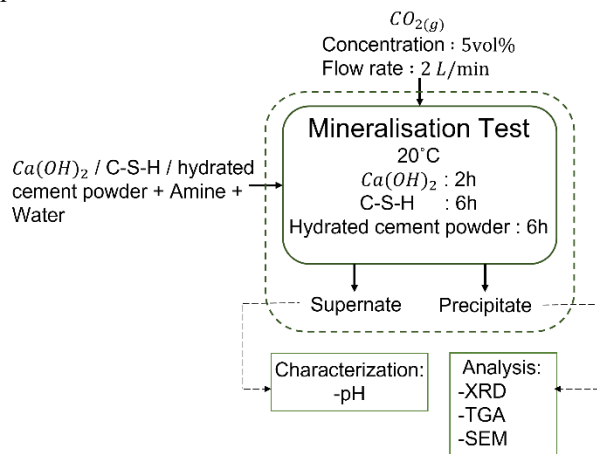 CO2(g)
Concentration : 5vol%
Flow rate : 2 L/min
Mineralisation Test
20˚C
Ca(OH)2 : 2h
C-S-H : 6h
Hydrated cement powder : 6h
Ca(OH)2 / C-S-H / hydrated
cement powder + Amine +
Water
Supernate Precipitate
Characterization:
-pH
Analysis:
-XRD
-TGA
-SEM